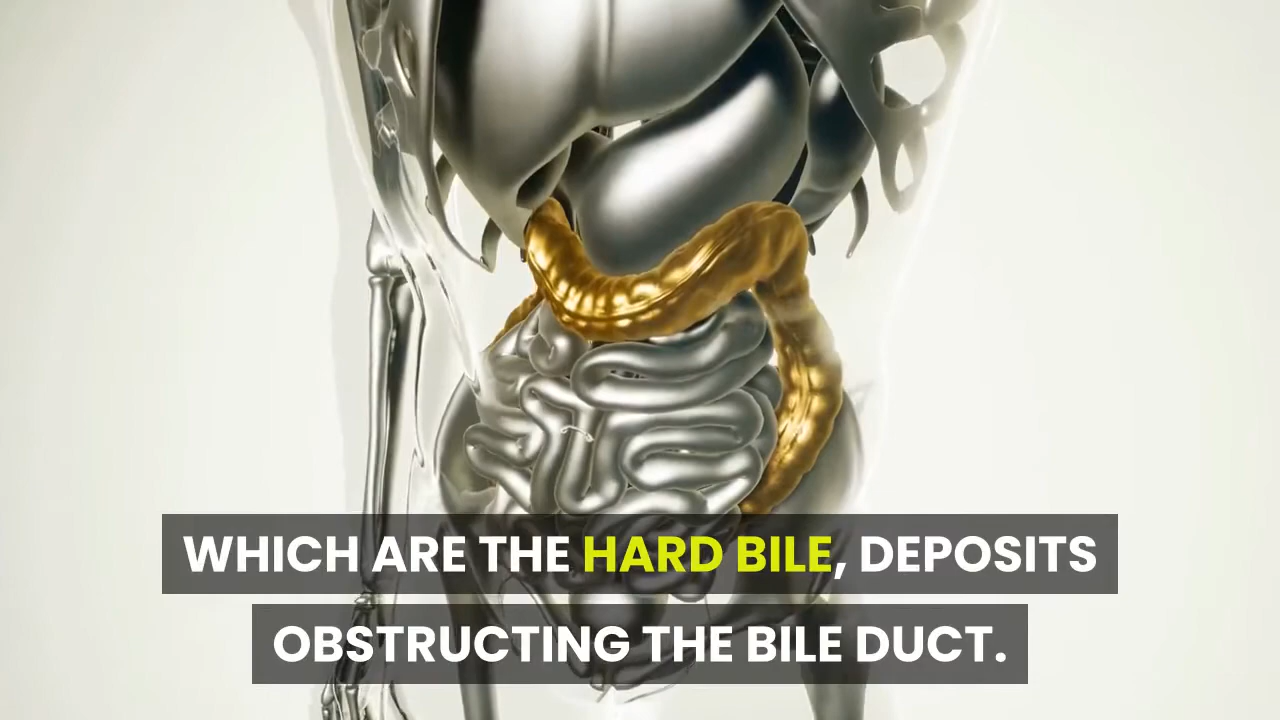 WHICH ARE THE HARD BILE, DEPOSITS
OBSTRUCTING THE BILE DUCT.